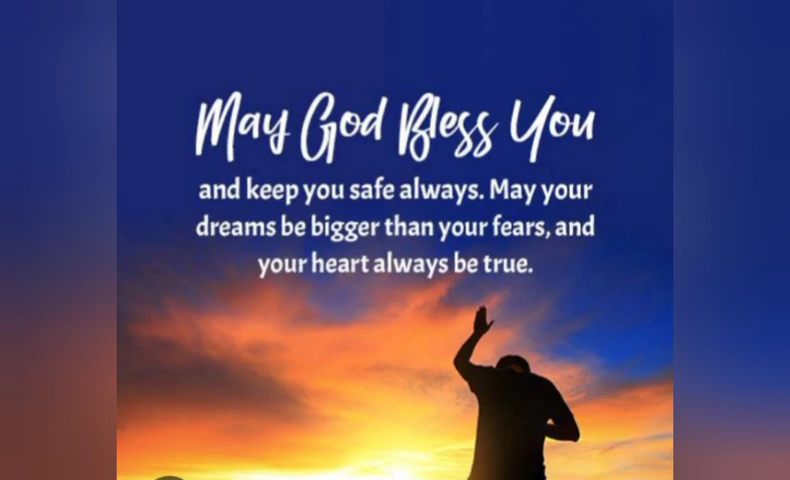 May God Bless You
and keep you safe always. May your
dreams be bigger than your fears, and
your heart always be true.